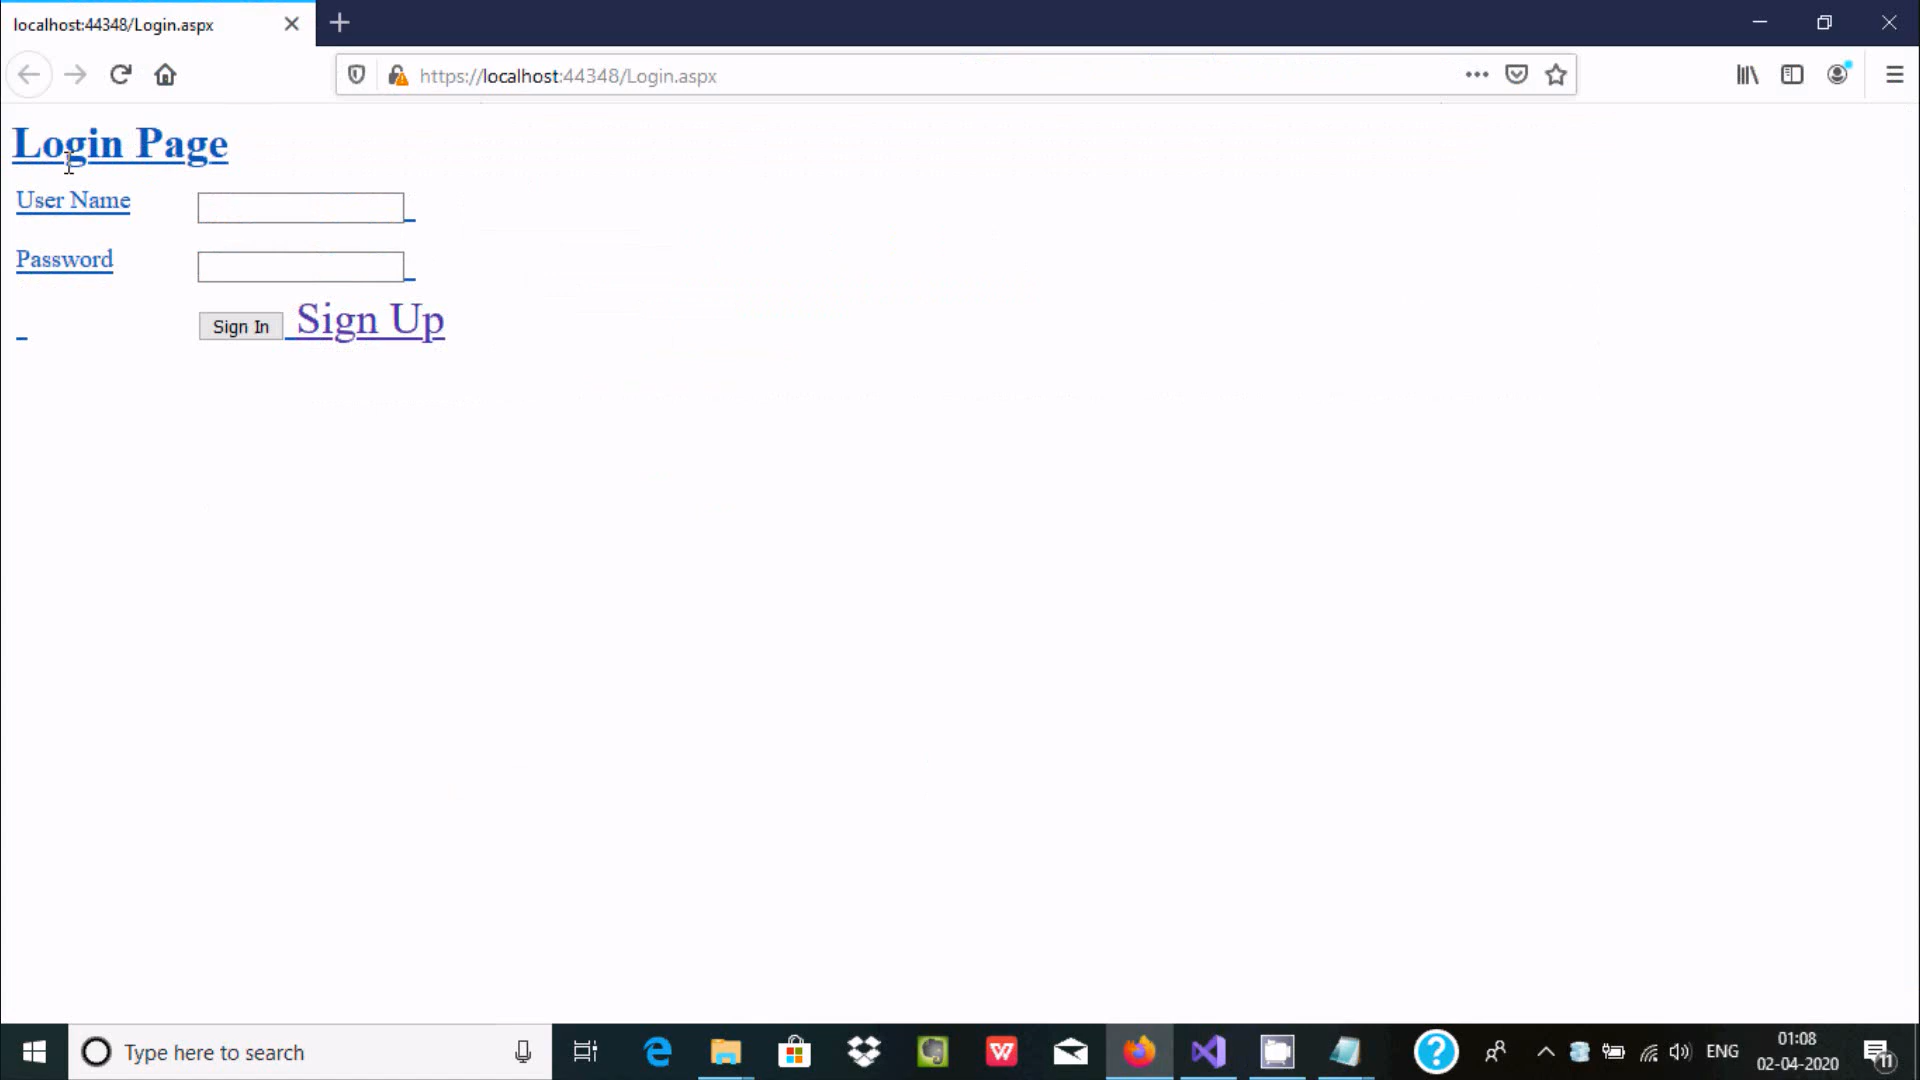 localhost:44348/Login.aspx
https://localhost:44348/Login.aspx
Login Page
User Name
Password
Sign In Sign Up
Type here to search
ENG
01:08
02-04-2020
11